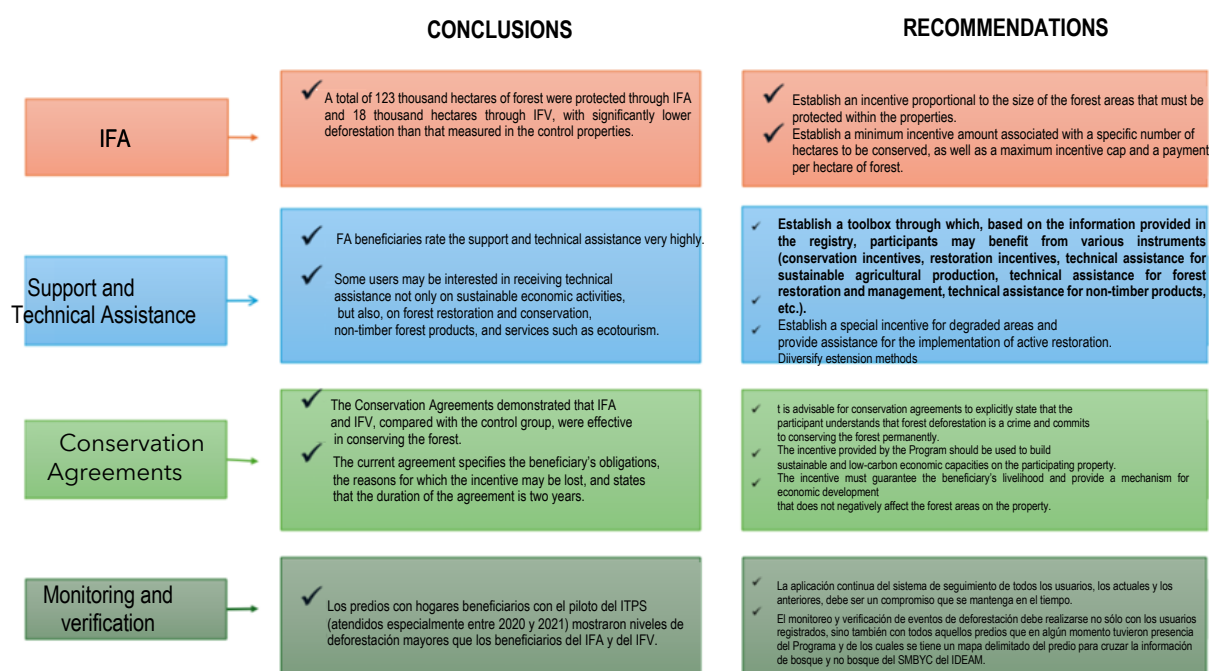 CONCLUSIONS
RECOMMENDATIONS
IFA
A total of 123 thousand hectares of forest were protected through IFA
and 18 thousand hectares through IFV, with significantly lower
deforestation than that measured in the control properties.
Establish an incentive proportional to the size of the forest areas that must be
protected within the properties.
Establish a minimum incentive amount associated with a specific number of
hectares to be conserved, as well as a maximum incentive cap and a payment
per hectare of forest.
Support and
Technical Assistance
FA beneficiaries rate the support and technical assistance very highly.
Some users may be interested in receiving technical
assistance not only on sustainable economic activities,
but also, on forest restoration and conservation,
non-timber forest products, and services such as ecotourism.
Establish a toolbox through which, based on the information provided in
the registry, participants may benefit from various instruments
(conservation incentives, restoration incentives, technical assistance for
sustainable agricultural production, technical assistance for forest
restoration and management, technical assistance for non-timber products,
etc.).
Establish a special incentive for degraded areas and
provide assistance for the implementation of active restoration.
Diiversify estension methods
Conservation
Agreements
The Conservation Agreements demonstrated that IFA
and IFV, compared with the control group, were effective
in conserving the forest.
The current agreement specifies the beneficiary's obligations,
the reasons for which the incentive may be lost, and states
that the duration of the agreement is two years.
t is advisable for conservation agreements to explicitly state that the
participant understands that forest deforestation is a crime and commits
to conserving the forest permanently.
The incentive provided by the Program should be used to build
sustainable and low-carbon economic capacities on the participating property.
The incentive must guarantee the beneficiary's livelihood and provide a mechanism for
economic development
that does not negatively affect the forest areas on the property.
Monitoring and
verification
Los predios con hogares beneficiarios con el piloto del ITPS
(atendidos especialmente entre 2020 y 2021) mostraron niveles de
deforestación mayores que los beneficiarios del IFA y del IFV.
La aplicación continua del sistema de seguimiento de todos los usuarios, los actuales y los
anteriores, debe ser un compromiso que se mantenga en el tiempo.
El monitoreo y verificación de eventos de deforestación debe realizarse no sólo con los usuarios
registrados, sino también con todos aquellos predios que en algún momento tuvieron presencia
del Programa y de los cuales se tiene un mapa delimitado del predio para cruzar la información
de bosque y no bosque del SMBYC del IDEAM.